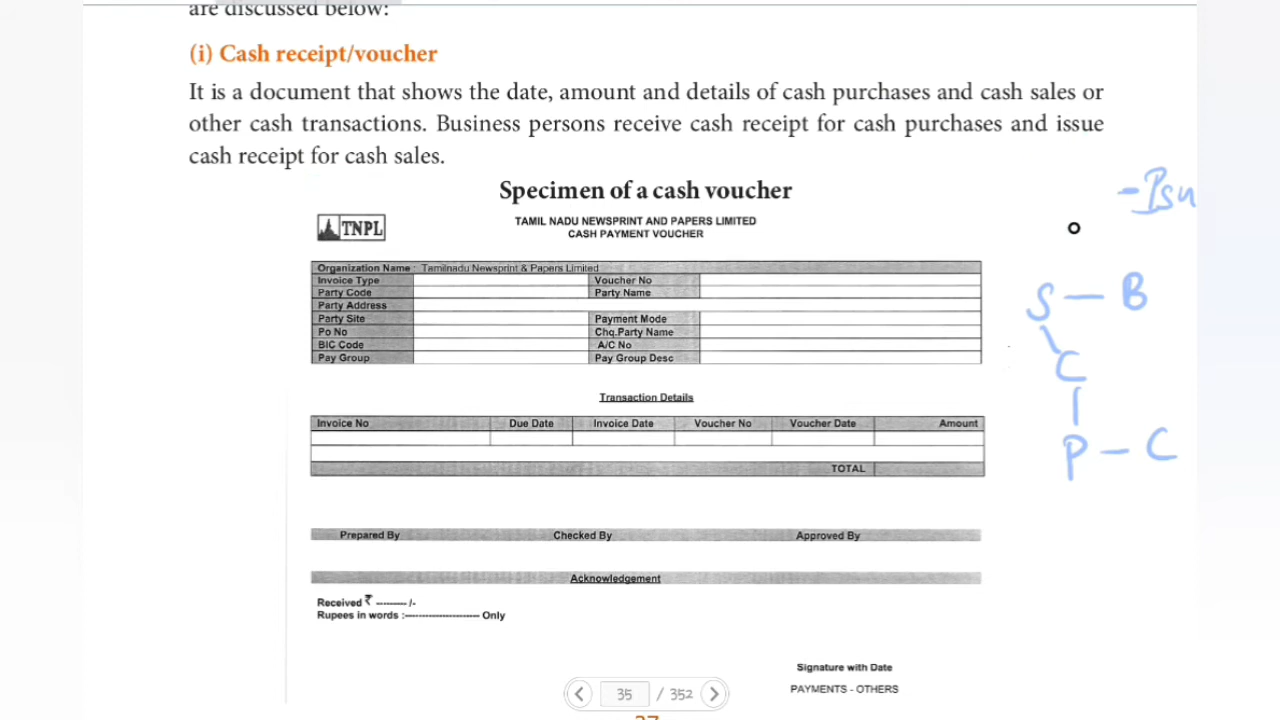 are discussed below:
(i) Cash receipt/voucher
It is a document that shows the date, amount and details of cash purchases and cash sales or
other cash transactions. Business persons receive cash receipt for cash purchases and issue
cash receipt for cash sales.
Specimen of a cash voucher
TNPL
TAMIL NADU NEWSPRINT AND PAPERS LIMITED
CASH PAYMENT VOUCHER
Organization Name : Tamilnadu Newsprint & Papers Limited
Invoice Type Voucher No
Party Code Party Name
Party Address
Party Site Payment Mode
Po No Chq.Party Name
BIC Code A/C No
Pay Group Pay Group Desc
Transaction Details
Invoice No Due Date Invoice Date Voucher No Voucher Date Amount
TOTAL
Prepared By Checked By Approved By
Acknowledgement
Received ₹ --------- /-
Rupees in words :---------------------- Only
Signature with Date
PAYMENTS - OTHERS
35 / 352
S — B
C
P — C